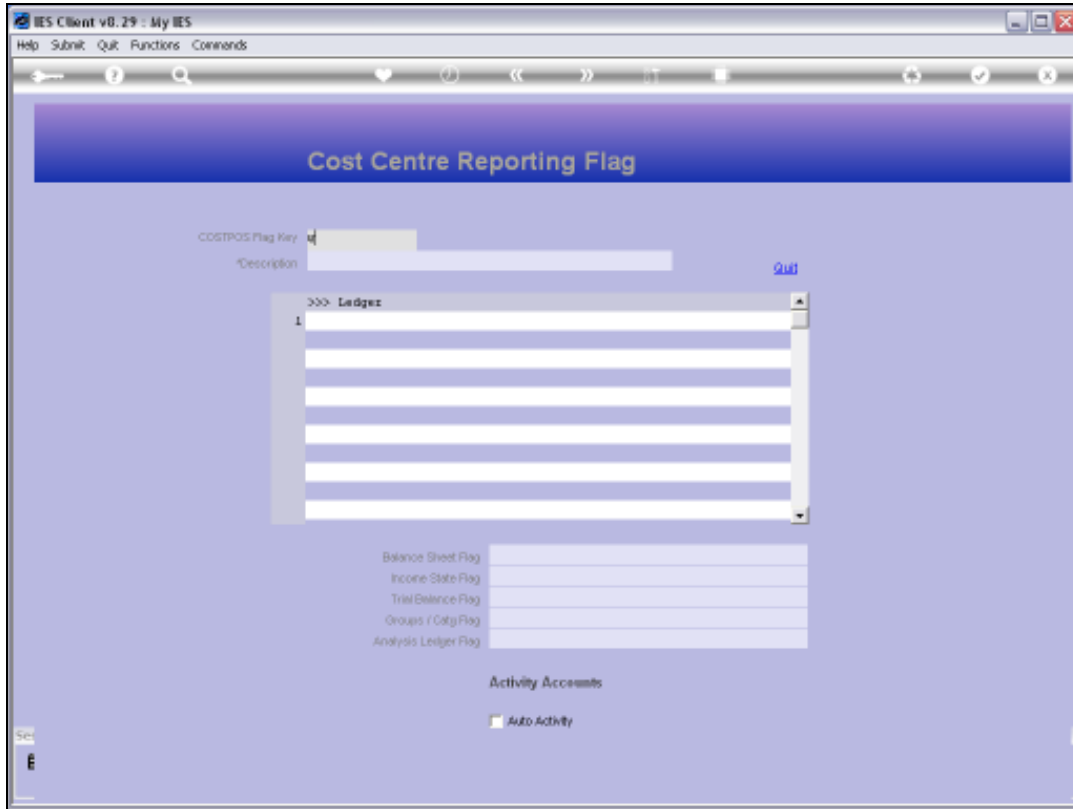 IES Client v8.29 : My IES
Help Submit Quit Functions Commands
Cost Centre Reporting Flag
COSTPOS Flag Key
*Description
Quit
>>> Ledger
1
Balance Sheet Flag
Income State Flag
Trial Balance Flag
Groups / Catg Flag
Analysis Ledger Flag
Activity Accounts
Auto Activity